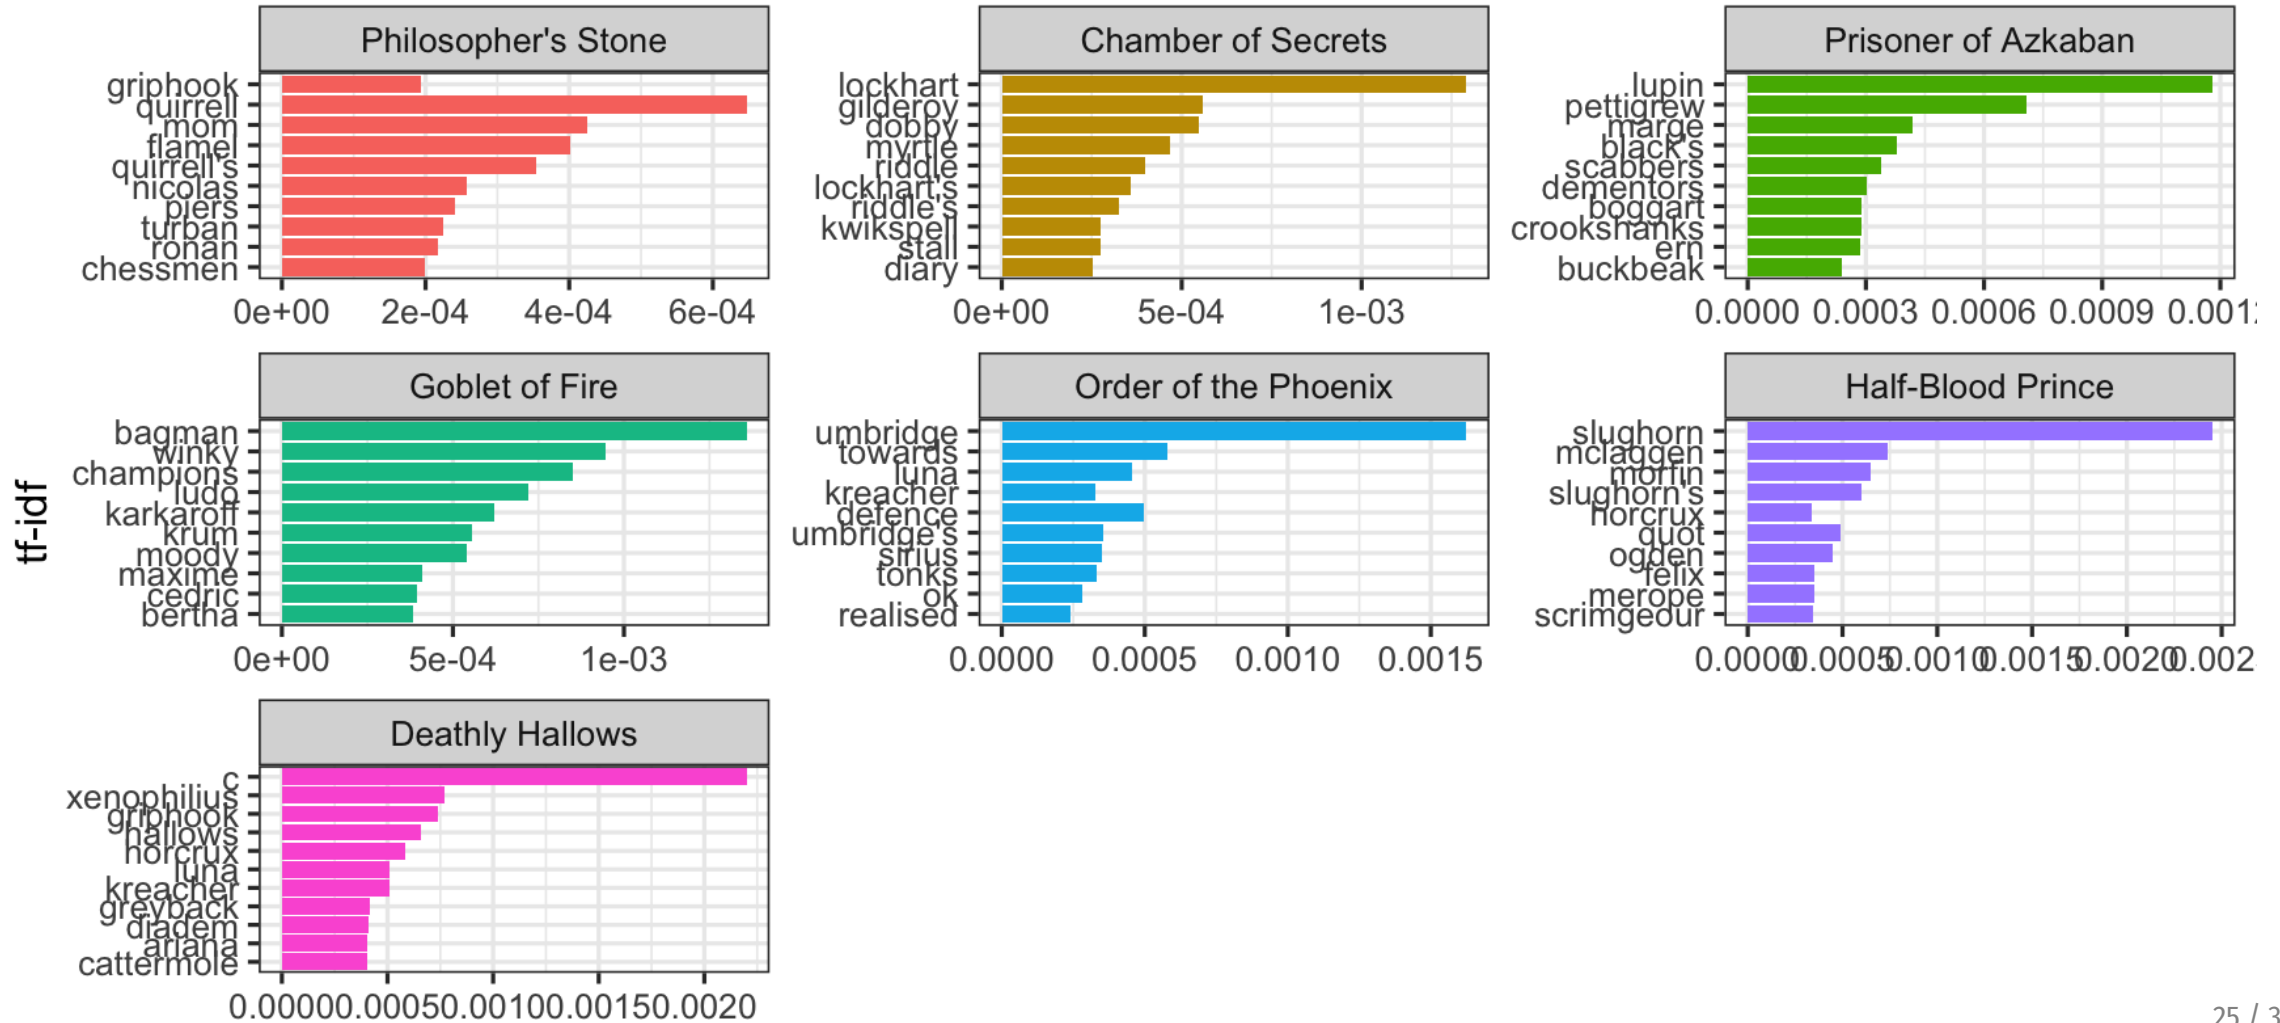 Philosopher's Stone
griphook
quirrell
mom
flamel
quirrell's
nicolas
piers
turban
ronan
chessmen
0e+00 2e-04 4e-04 6e-04
Chamber of Secrets
lockhart
gilderoy
dobby
myrtle
riddle
lockhart's
riddle's
kwikspell
stall
diary
0e+00 5e-04 1e-03
Prisoner of Azkaban
lupin
pettigrew
marge
black's
scabbers
dementors
boggart
crookshanks
ern
buckbeak
0.0000 0.0003 0.0006 0.0009 0.001
tf-idf
Goblet of Fire
bagman
winky
champions
ludo
karkaroff
krum
moody
maxime
cedric
bertha
0e+00 5e-04 1e-03
Order of the Phoenix
umbridge
towards
luna
kreacher
defence
umbridge's
sirius
tonks
ok
realised
0.0000 0.0005 0.0010 0.0015
Half-Blood Prince
slughorn
mclaggen
morfin
slughorn's
horcrux
quot
ogden
felix
merope
scrimgeour
0.0000 0.0005 0.0010 0.0015 0.0020 0.002
Deathly Hallows
c
xenophilius
griphook
hallows
horcrux
luna
kreacher
greyback
diadem
ariana
cattermole
0.0000 0.0005 0.0010 0.0015 0.0020
25 / 3